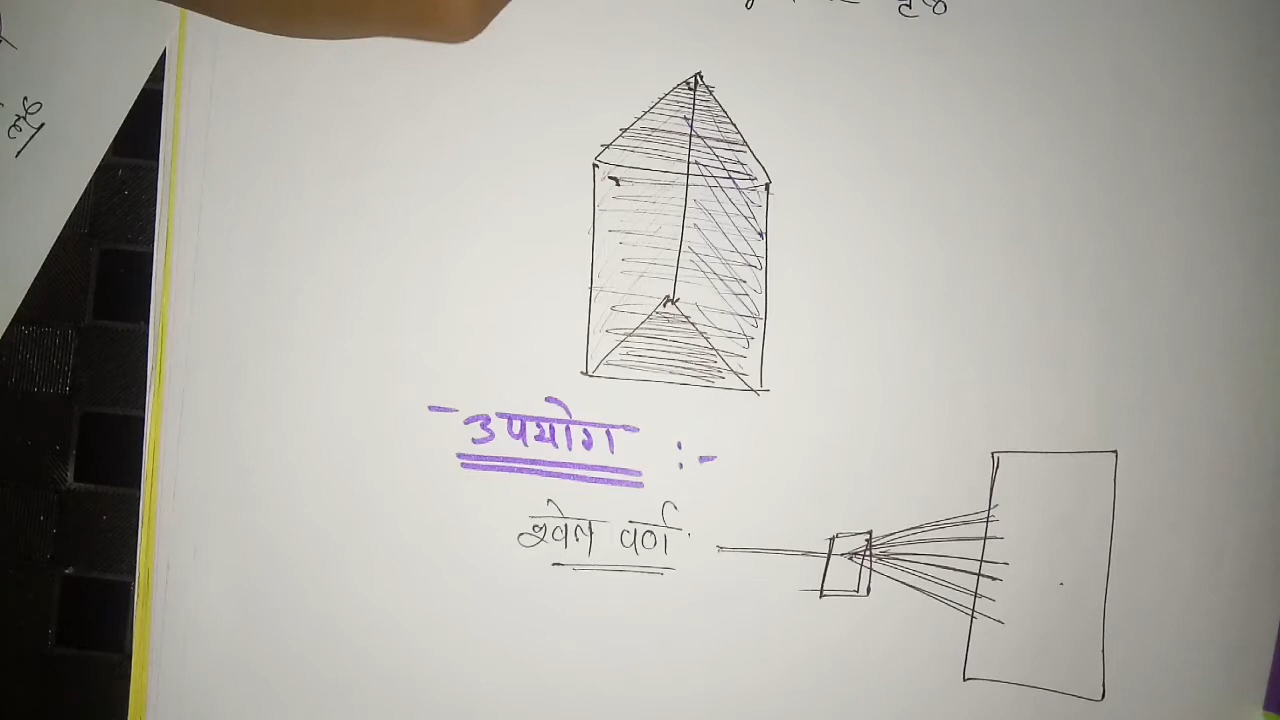 उपयोग :-
श्वेत वर्ण